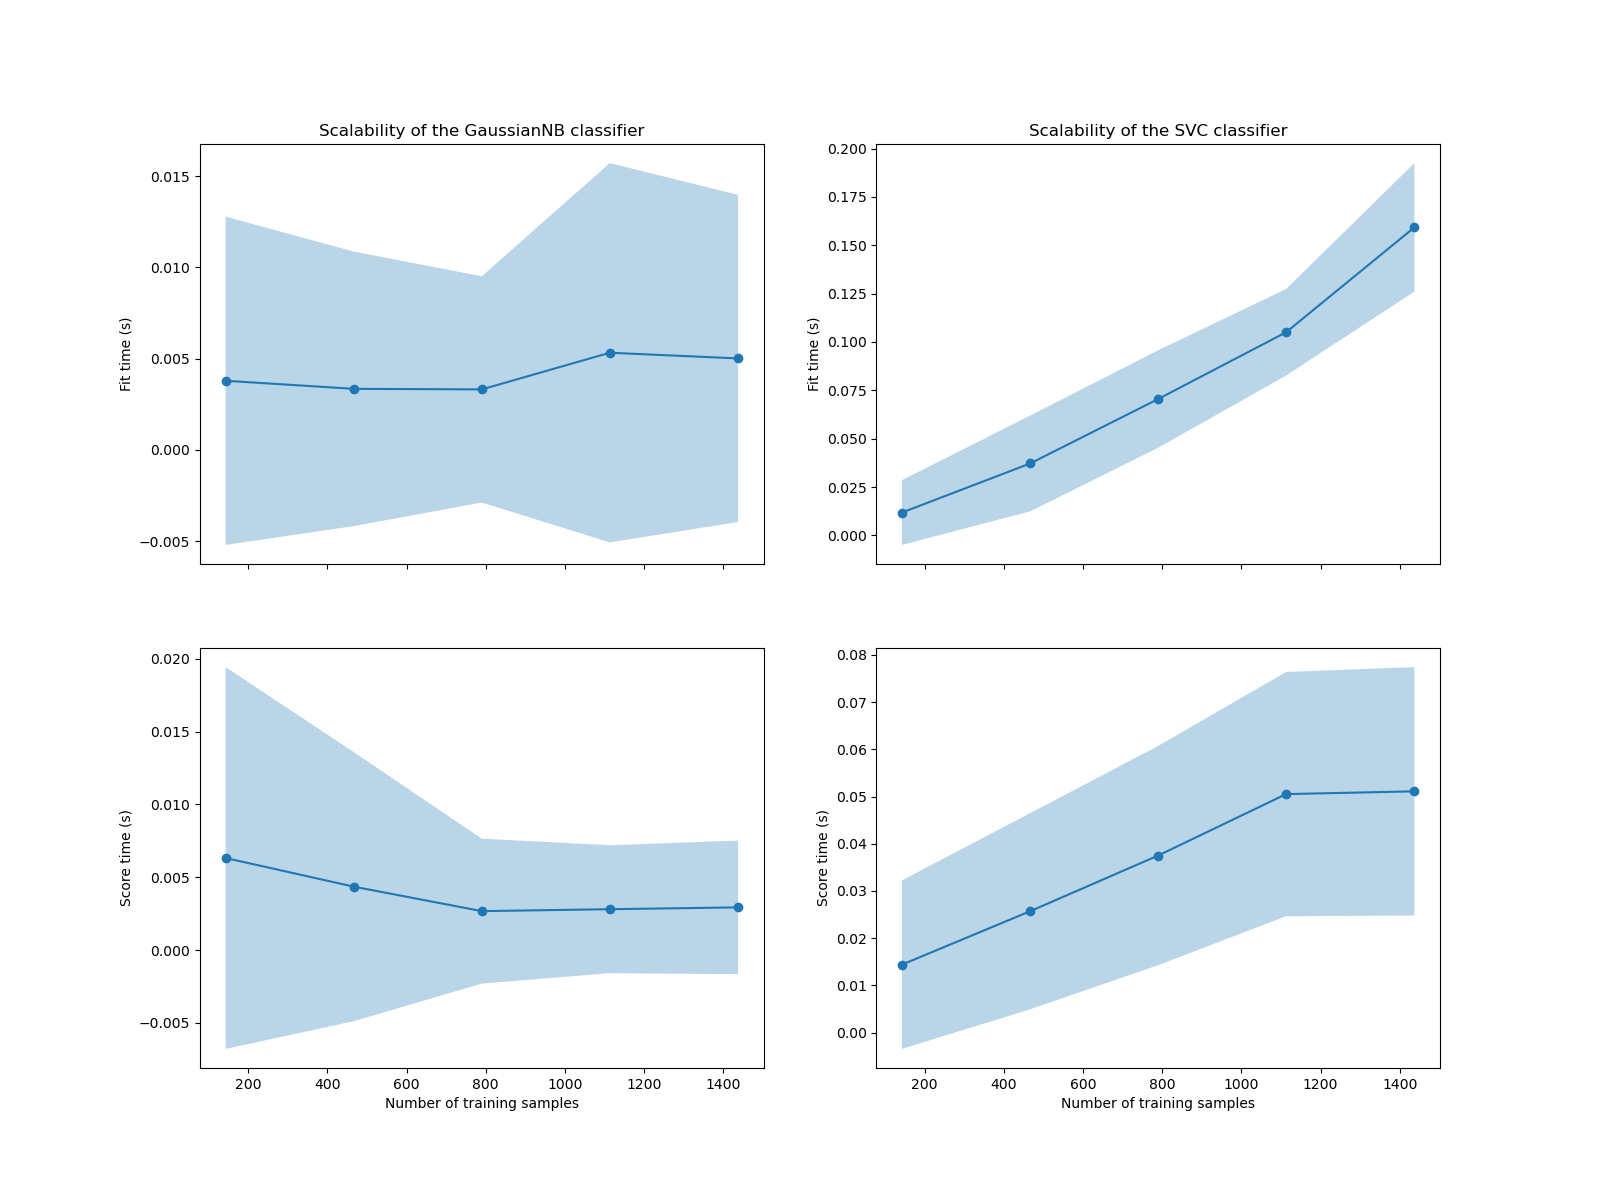 Scalability of the GaussianNB classifier
0.015
0.010
0.005
0.000
−0.005
Fit time (s)
Scalability of the SVC classifier
0.200
0.175
0.150
0.125
0.100
0.075
0.050
0.025
0.000
Fit time (s)
0.020
0.015
0.010
0.005
0.000
−0.005
Score time (s)
200 400 600 800 1000 1200 1400
Number of training samples
0.08
0.07
0.06
0.05
0.04
0.03
0.02
0.01
0.00
Score time (s)
200 400 600 800 1000 1200 1400
Number of training samples